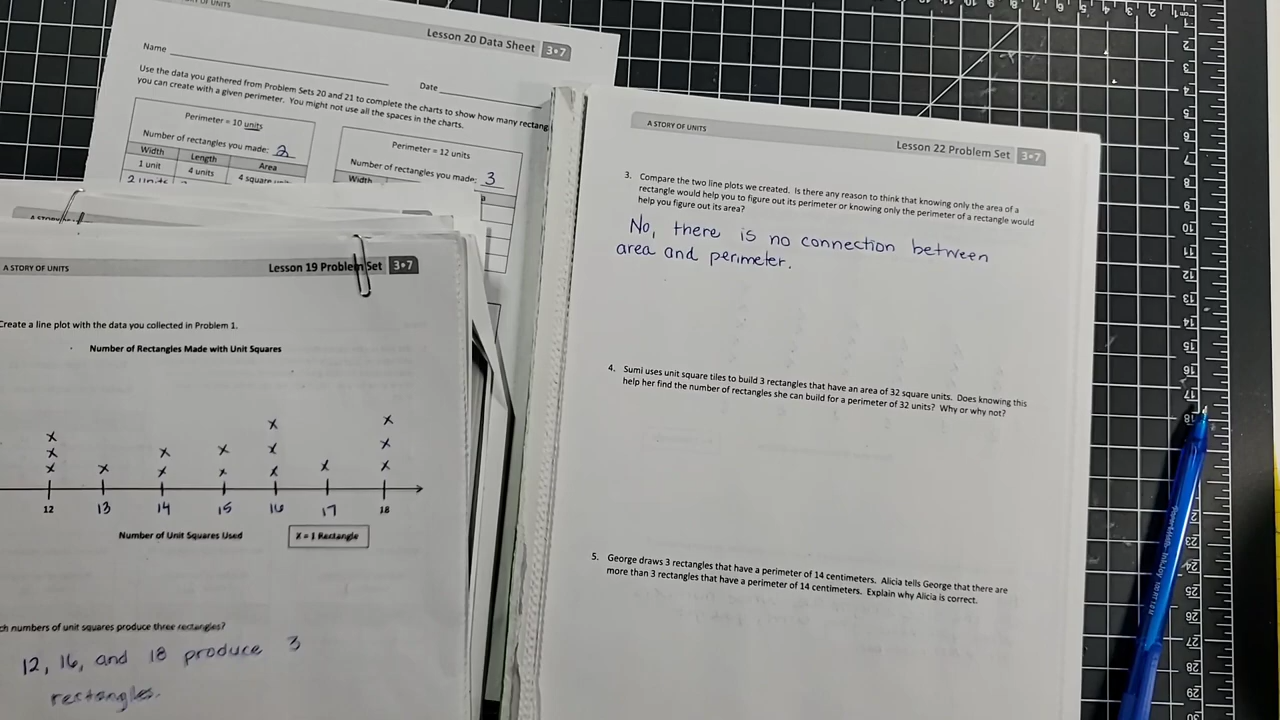 OF UNITS
Lesson 20 Data Sheet 3•7
Name
Date
Use the data you gathered from Problem Sets 20 and 21 to complete the charts to show how many rectang
you can create with a given perimeter. You might not use all the spaces in the charts.
Perimeter = 10 units
Number of rectangles you made: 2
Width Length Area
1 unit 4 units 4 square
2 units
Perimeter = 12 units
Number of rectangles you made: 3
Width
A STORY OF UNITS
Lesson 19 Problem Set 3•7
Create a line plot with the data you collected in Problem 1.
Number of Rectangles Made with Unit Squares
12 13 14 15 16 17 18
Number of Unit Squares Used
X = 1 Rectangle
ch numbers of unit squares produce three rectangles?
12, 16, and 18 produce 3
rectangles.
A STORY OF UNITS
Lesson 22 Problem Set 3•7
3. Compare the two line plots we created. Is there any reason to think that knowing only the area of a
rectangle would help you to figure out its perimeter or knowing only the perimeter of a rectangle would
help you figure out its area?
No, there is no connection between
area and perimeter.
4. Sumi uses unit square tiles to build 3 rectangles that have an area of 32 square units. Does knowing this
help her find the number of rectangles she can build for a perimeter of 32 units? Why or why not?
5. George draws 3 rectangles that have a perimeter of 14 centimeters. Alicia tells George that there are
more than 3 rectangles that have a perimeter of 14 centimeters. Explain why Alicia is correct.